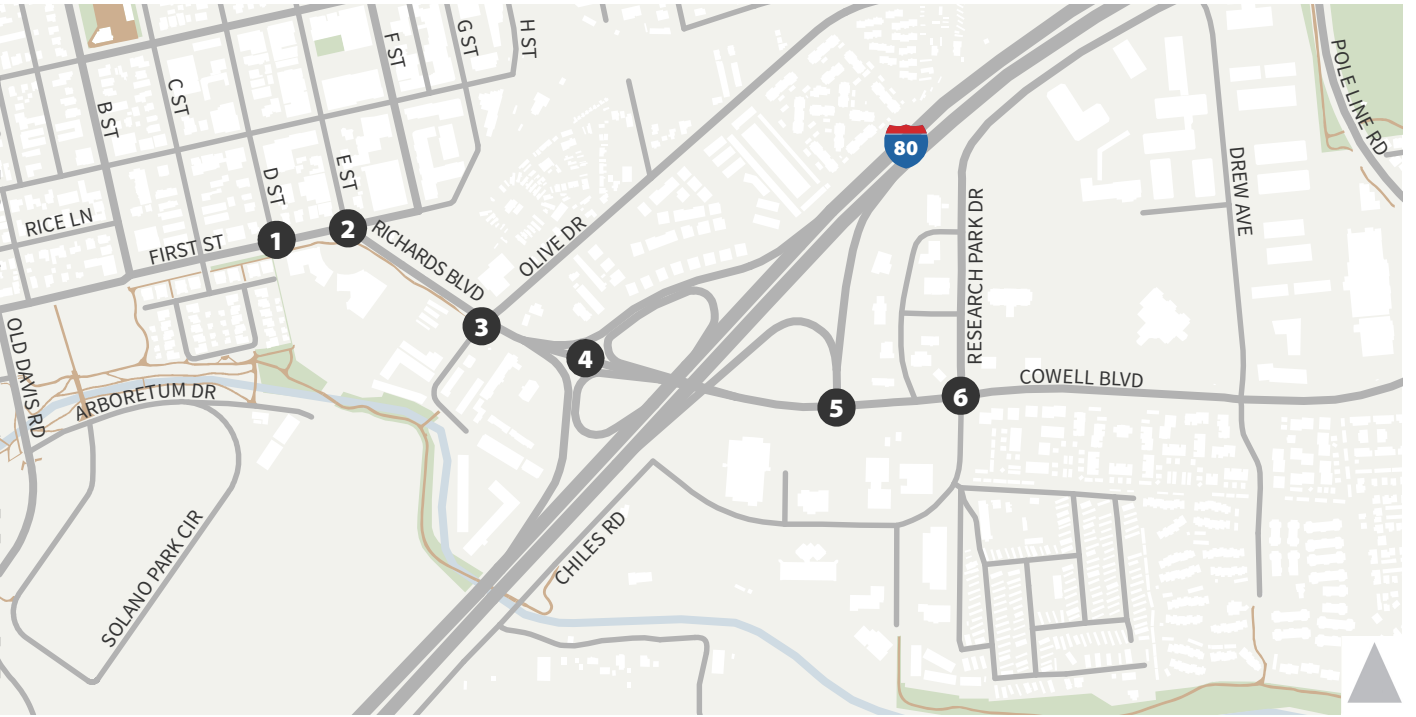 H ST
G ST
F ST
POLE LINE RD
C ST
B ST
80
E ST
D ST
DREW AVE
RICE LN
RESEARCH PARK DR
2
1
FIRST ST
RICHARDS BLVD
OLIVE DR
3
4
OLD DAVIS RD
COWELL BLVD
ARBORETUM DR
5
6
CHILES RD
SOLANO PARK CIR